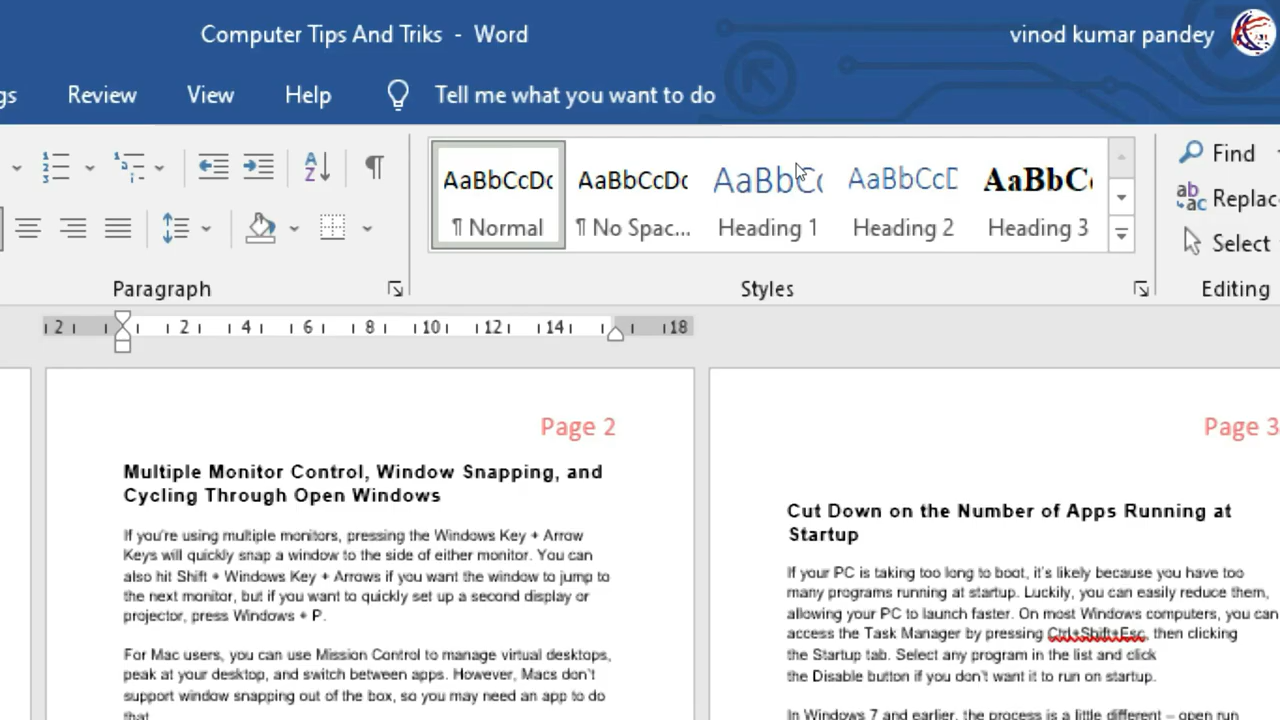 Computer Tips And Triks - Word
vinod kumar pandey
gs Review View Help Tell me what you want to do
AaBbCcDc AaBbCcDc AaBbCc AaBbCcD AaBbCc
¶ Normal ¶ No Spac... Heading 1 Heading 2 Heading 3
Find
Replac
Select
Paragraph Styles Editing
2 2 4 6 8 10 12 14 18
Page 2
Multiple Monitor Control, Window Snapping, and
Cycling Through Open Windows
If you're using multiple monitors, pressing the Windows Key + Arrow
Keys will quickly snap a window to the side of either monitor. You can
also hit Shift + Windows Key + Arrows if you want the window to jump to
the next monitor, but if you want to quickly set up a second display or
projector, press Windows + P.
For Mac users, you can use Mission Control to manage virtual desktops,
peak at your desktop, and switch between apps. However, Macs don't
support window snapping out of the box, so you may need an app to do
that
Page 3
Cut Down on the Number of Apps Running at
Startup
If your PC is taking too long to boot, it's likely because you have too
many programs running at startup. Luckily, you can easily reduce them,
allowing your PC to launch faster. On most Windows computers, you can
access the Task Manager by pressing Ctrl+Shift+Esc, then clicking
the Startup tab. Select any program in the list and click
the Disable button if you don't want it to run on startup.
In Windows 7 and earlier, the process is a little different – open run